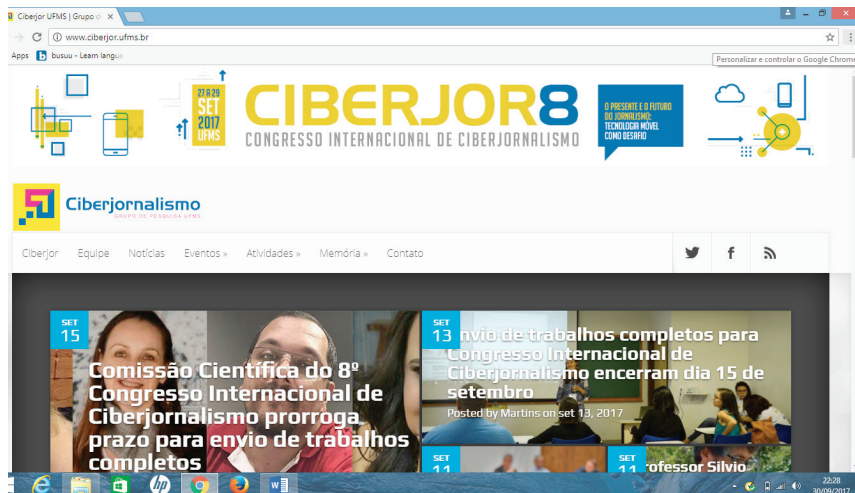 Ciberjor UFMS | Grupo d
www.ciberjor.ufms.br
Apps busuu - Learn langu
Personalizar e controlar o Google Chrome
27 A 29
SET
2017
UFMS
CIBERJOR8
CONGRESSO INTERNACIONAL DE CIBERJORNALISMO
O PRESENTE E O FUTURO
DO JORNALISMO:
TECNOLOGIA MÓVEL
COMO DESAFIO
Ciberjornalismo
GRUPO DE PESQUISA UFMS
Ciberjor Equipe Notícias Eventos » Atividades » Memória » Contato
SET
15
Comissão Científica do 8º
Congresso Internacional de
Ciberjornalismo prorroga
prazo para envio de trabalhos
completos
SET
13
nvio de trabalhos completos para
Congresso Internacional de
Ciberjornalismo encerram dia 15 de
setembro
Posted by Martins on set 13, 2017
SET
11
SET
11
rofessor Silvio
22:28
30/09/2017